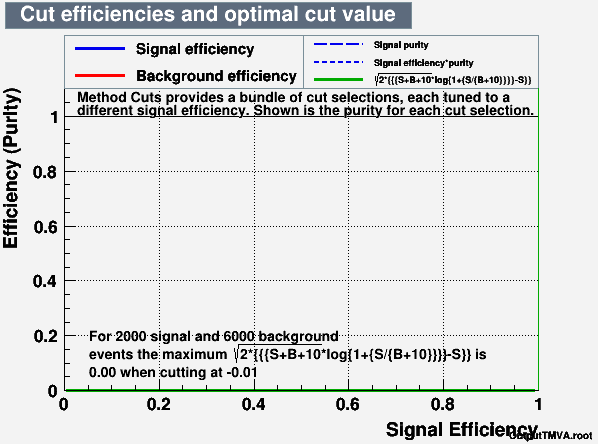 Cut efficiencies and optimal cut value
Signal efficiency
Background efficiency
Signal purity
Signal efficiency*purity
√2*{{{S+B+10*log{1+{S/{B+10}}}}-S}}
Method Cuts provides a bundle of cut selections, each tuned to a
different signal efficiency. Shown is the purity for each cut selection.
Efficiency (Purity)
1
0.8
0.6
0.4
0.2
0
For 2000 signal and 6000 background
events the maximum √2*{{{S+B+10*log{1+{S/{B+10}}}}-S}} is
0.00 when cutting at -0.01
0 0.2 0.4 0.6 0.8 1
Signal Efficiency
OutputTMVA.root